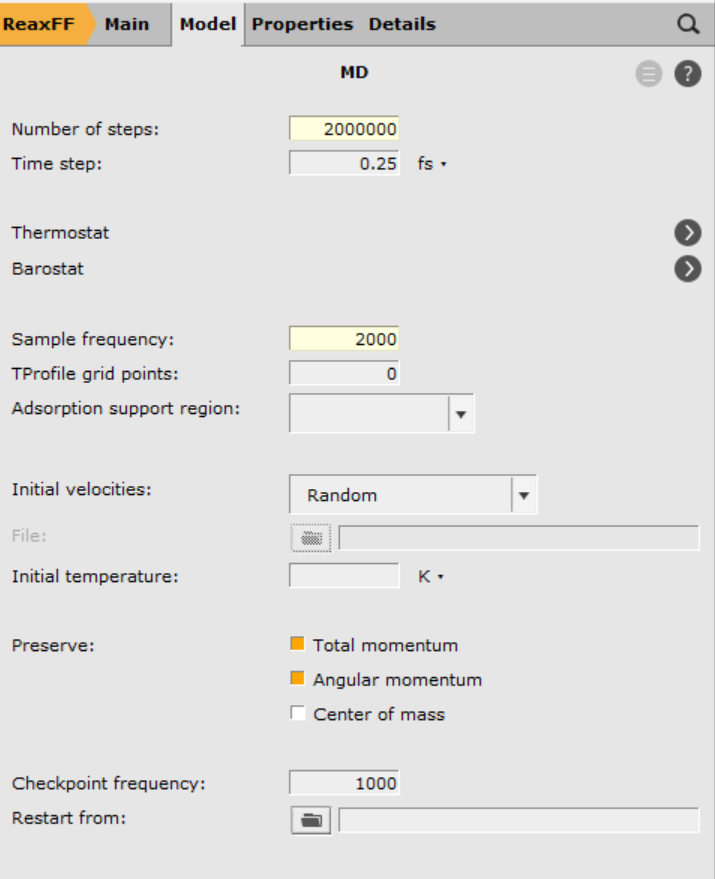 ReaxFF Main Model Properties Details
MD
Number of steps: 2000000
Time step: 0.25 fs
Thermostat
Barostat
Sample frequency: 2000
TProfile grid points: 0
Adsorption support region:
Initial velocities: Random
File:
Initial temperature: K
Preserve: Total momentum
Angular momentum
Center of mass
Checkpoint frequency: 1000
Restart from: